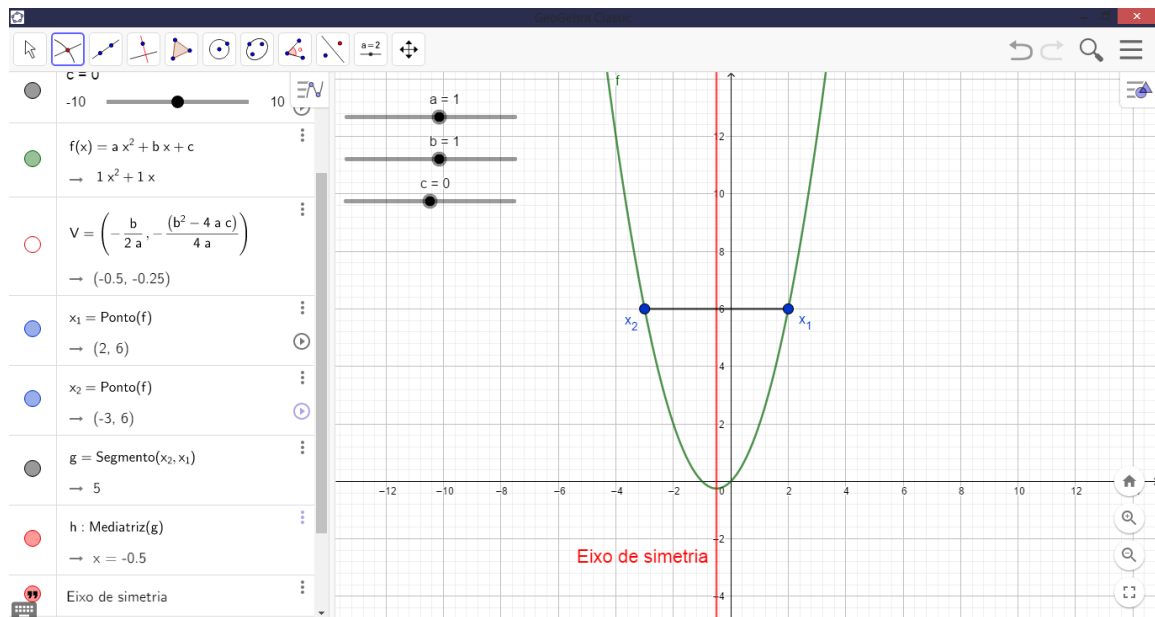 GeoGebra Classic
a=2
c = 0
-10 10
f(x) = a x² + b x + c
→ 1 x² + 1 x
V = (-b/2 a, -(b² − 4 a c)/4 a)
→ (-0.5, -0.25)
x₁ = Ponto(f)
→ (2, 6)
x₂ = Ponto(f)
→ (-3, 6)
g = Segmento(x₂, x₁)
→ 5
h : Mediatriz(g)
→ x = -0.5
Eixo de simetria
a = 1
b = 1
c = 0
f
12
10
8
6
x₂ x₁
4
2
−12 −10 −8 −6 −4 −2 0 2 4 6 8 10 12
−2
Eixo de simetria
−4